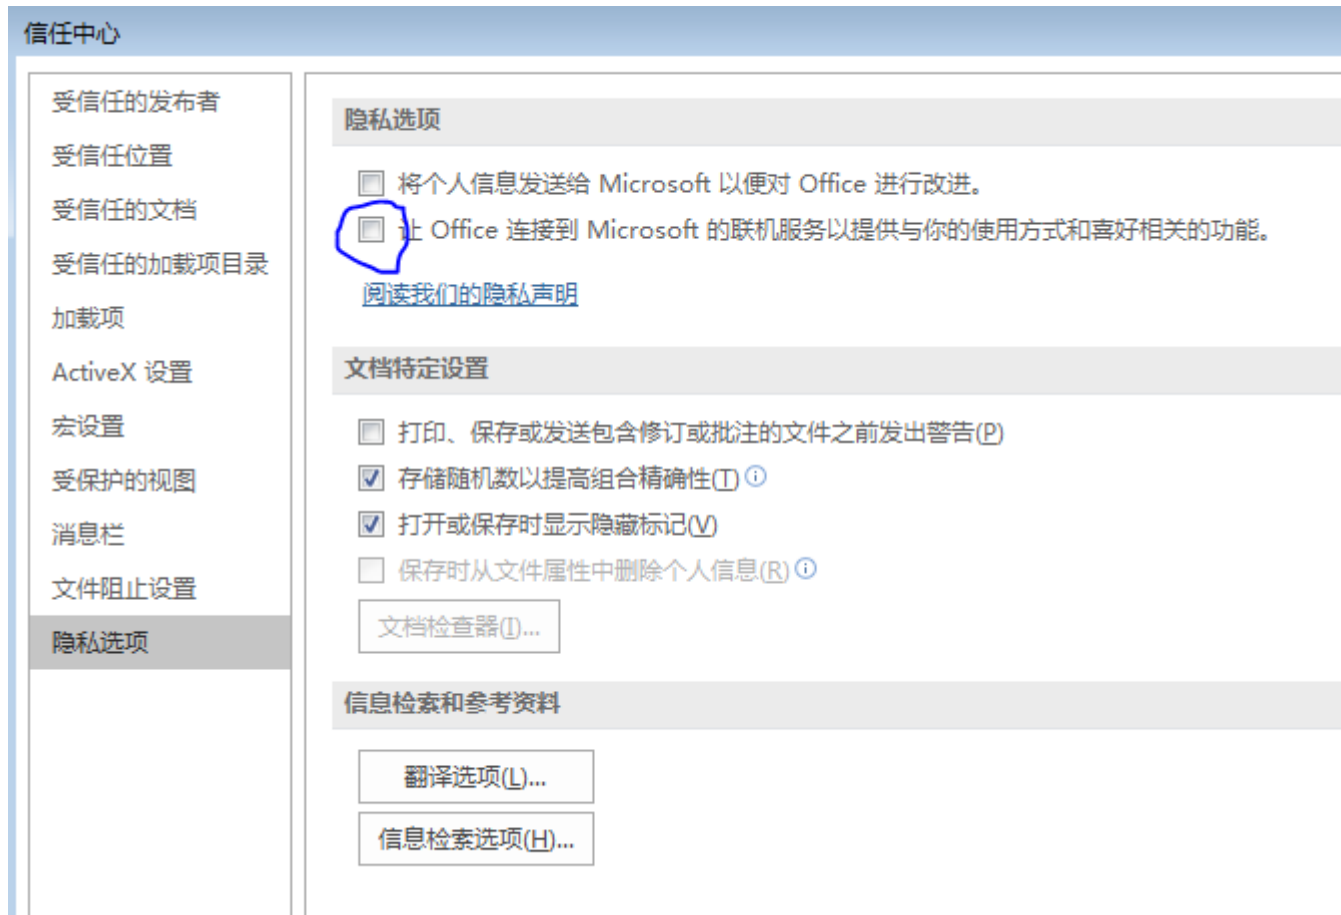 信任中心
受信任的发布者
受信任位置
受信任的文档
受信任的加载项目录
加载项
ActiveX 设置
宏设置
受保护的视图
消息栏
文件阻止设置
隐私选项
隐私选项
将个人信息发送给 Microsoft 以便对 Office 进行改进。
让 Office 连接到 Microsoft 的联机服务以提供与你的使用方式和喜好相关的功能。
阅读我们的隐私声明
文档特定设置
打印、保存或发送包含修订或批注的文件之前发出警告(P)
存储随机数以提高组合精确性(T)
打开或保存时显示隐藏标记(V)
保存时从文件属性中删除个人信息(R)
文档检查器(I)...
信息检索和参考资料
翻译选项(L)...
信息检索选项(H)...